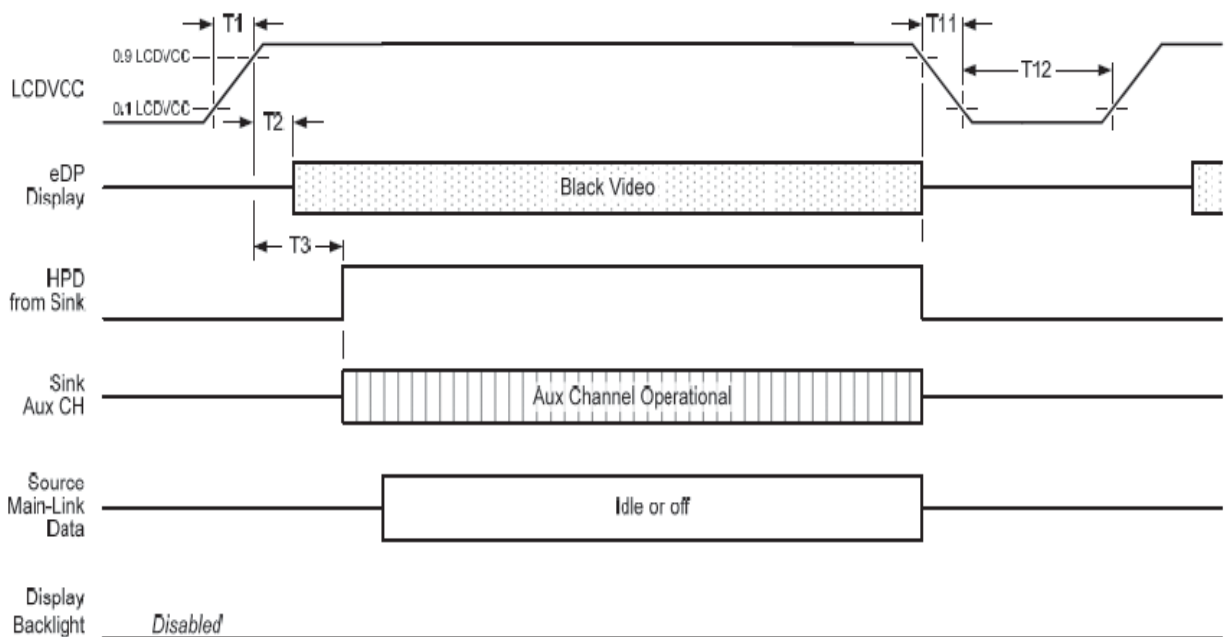 T1
T11
0.9 LCDVCC
LCDVCC
T12
0.1 LCDVCC
T2
eDP
Display
Black Video
T3
HPD
from Sink
Sink
Aux CH
Aux Channel Operational
Source
Main-Link
Data
Idle or off
Display
Backlight
Disabled